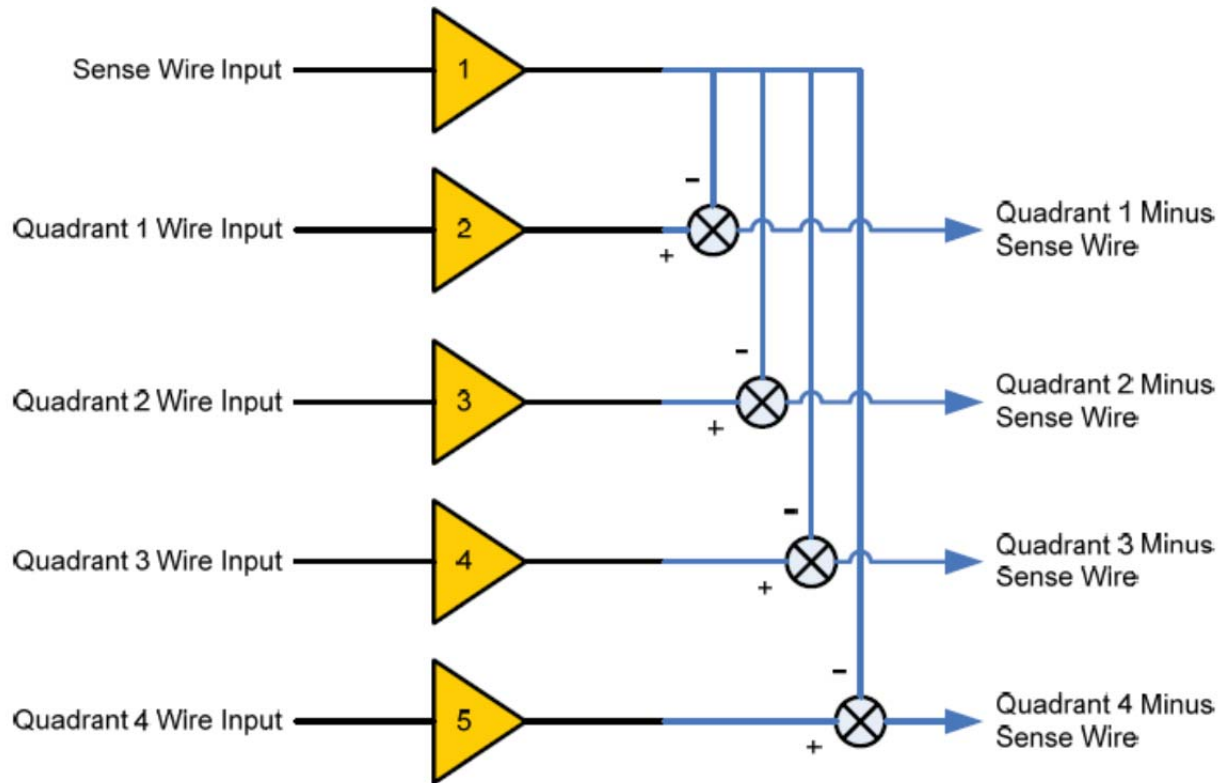 Sense Wire Input
1
-
Quadrant 1 Wire Input
2
+
Quadrant 1 Minus
Sense Wire
-
Quadrant 2 Wire Input
3
+
Quadrant 2 Minus
Sense Wire
-
Quadrant 3 Wire Input
4
+
Quadrant 3 Minus
Sense Wire
-
Quadrant 4 Wire Input
5
+
Quadrant 4 Minus
Sense Wire